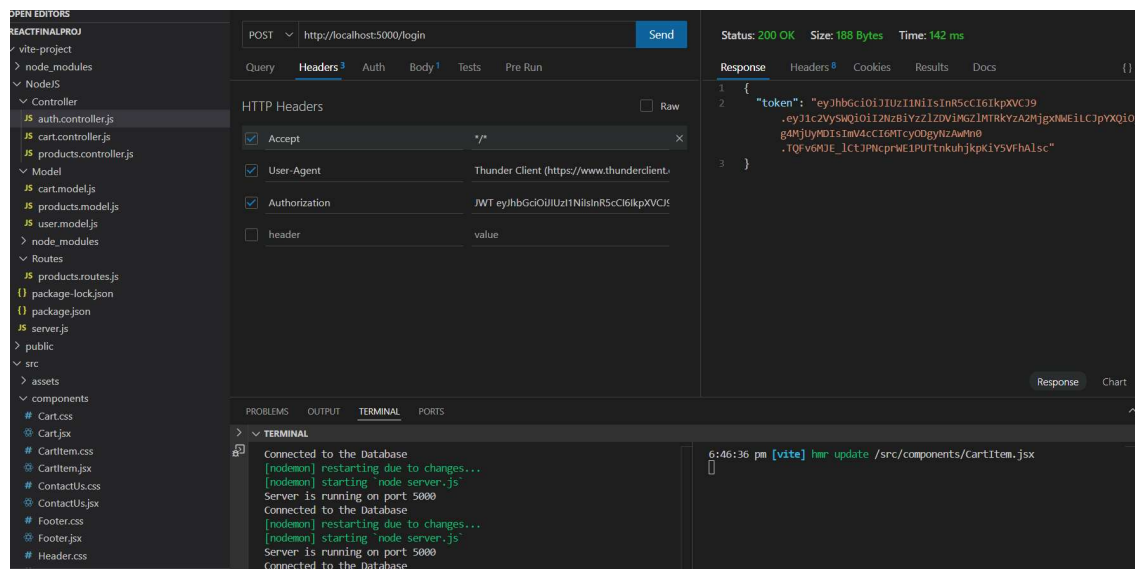 OPEN EDITORS
REACTFINALPROJ
vite-project
node_modules
NodeJS
Controller
JS auth.controller.js
JS cart.controller.js
JS products.controller.js
Model
JS cart.model.js
JS products.model.js
JS user.model.js
node_modules
Routes
JS products.routes.js
{} package-lock.json
{} package.json
JS server.js
public
src
assets
components
# Cart.css
Cart.jsx
# CartItem.css
CartItem.jsx
# ContactUs.css
ContactUs.jsx
# Footer.css
Footer.jsx
# Header.css
POST http://localhost:5000/login Send
Query Headers 3 Auth Body 1 Tests Pre Run
HTTP Headers Raw
Accept */*
User-Agent Thunder Client (https://www.thunderclient.
Authorization JWT eyJhbGciOiJIUzI1NiIsInR5cCI6IkpXVCJ9
header value
Status: 200 OK Size: 188 Bytes Time: 142 ms
Response Headers 8 Cookies Results Docs {}
1 {
2 "token": "eyJhbGciOiJIUzI1NiIsInR5cCI6IkpXVCJ9
3 }
Response Chart
PROBLEMS OUTPUT TERMINAL PORTS
TERMINAL
Connected to the Database
[nodemon] restarting due to changes...
[nodemon] starting `node server.js`
Server is running on port 5000
Connected to the Database
[nodemon] restarting due to changes...
[nodemon] starting `node server.js`
Server is running on port 5000
Connected to the Database
6:46:36 pm [vite] hmr update /src/components/CartItem.jsx